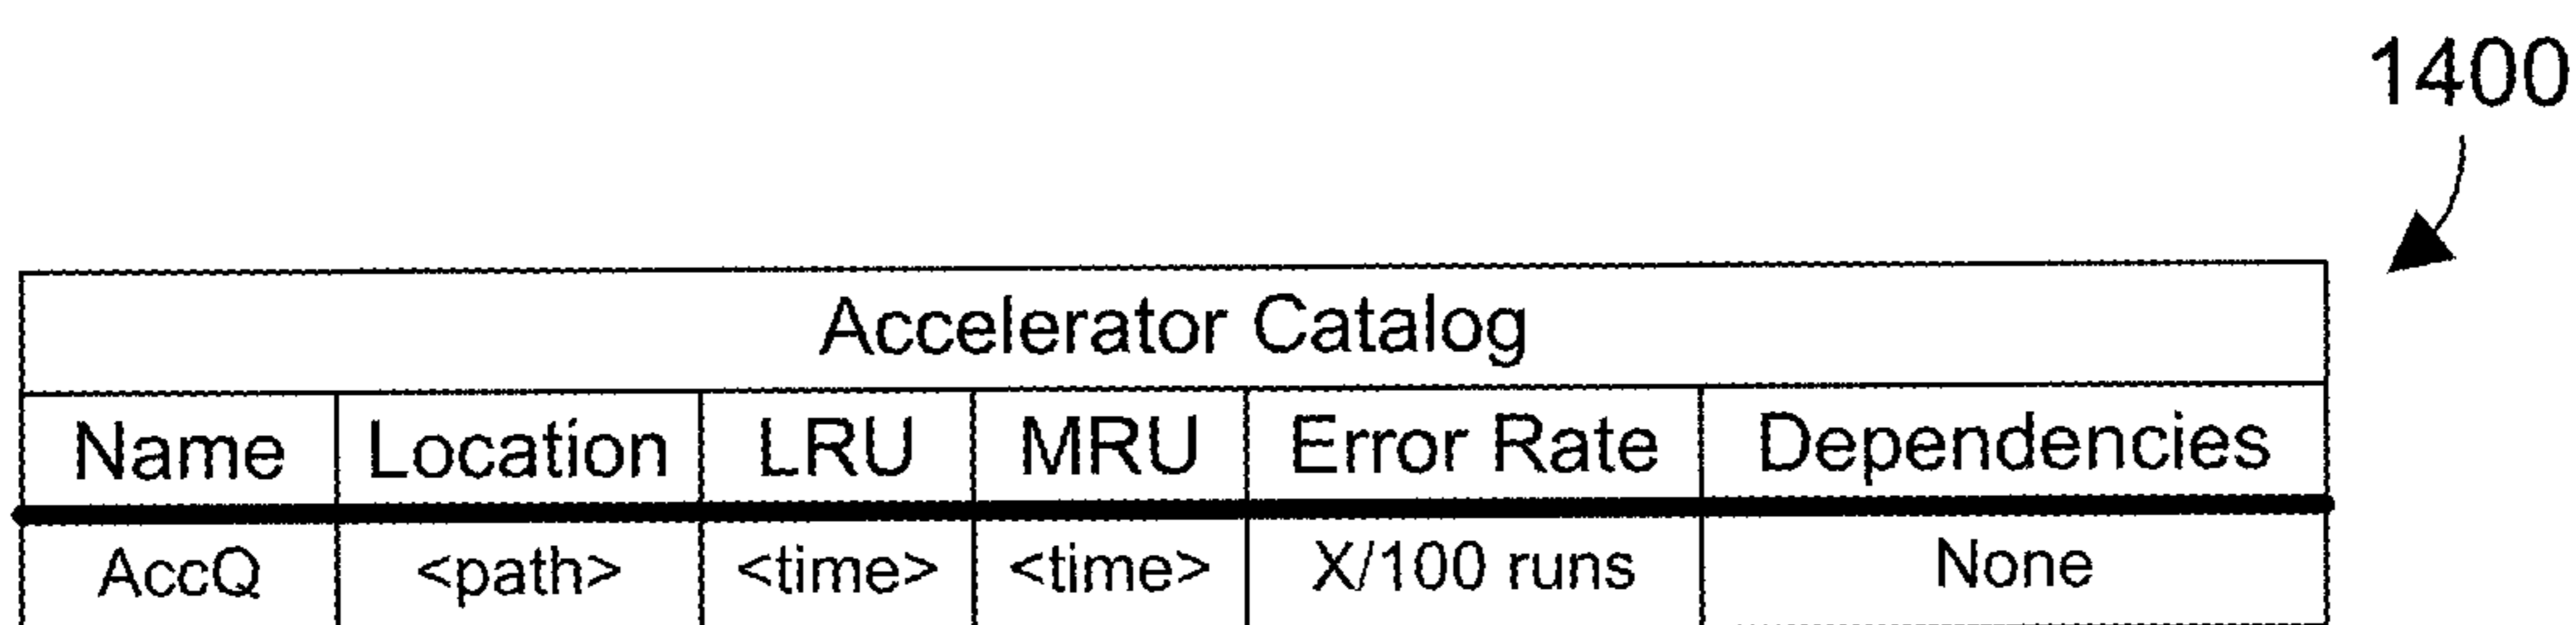 1400
Accelerator Catalog
Name Location LRU MRU Error Rate Dependencies
AccQ <path> <time> <time> X/100 runs None